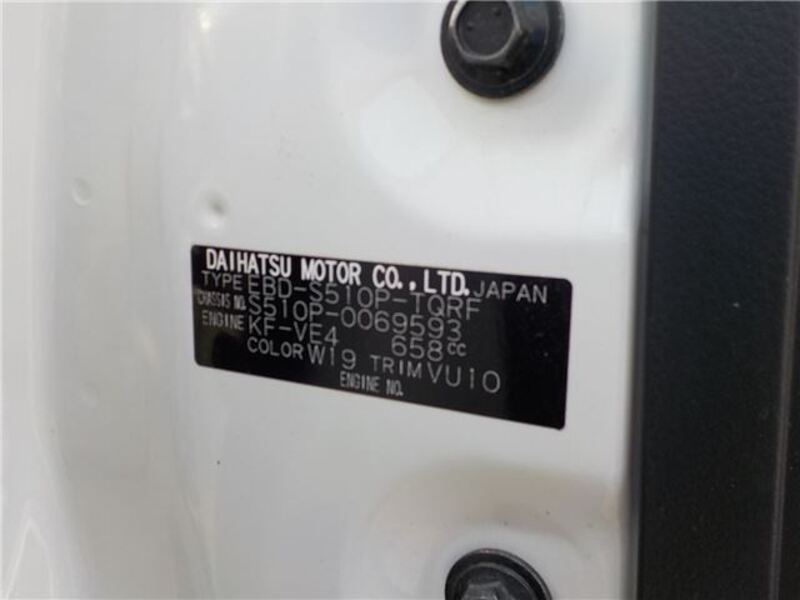 DAIHATSU MOTOR CO.,LTD. JAPAN
TYPE EBD-S510P-TQRF
CHASSIS NO. S510P-0069593
ENGINE KF-VE4 658cc
COLOR W19 TRIM VU10
ENGINE NO.